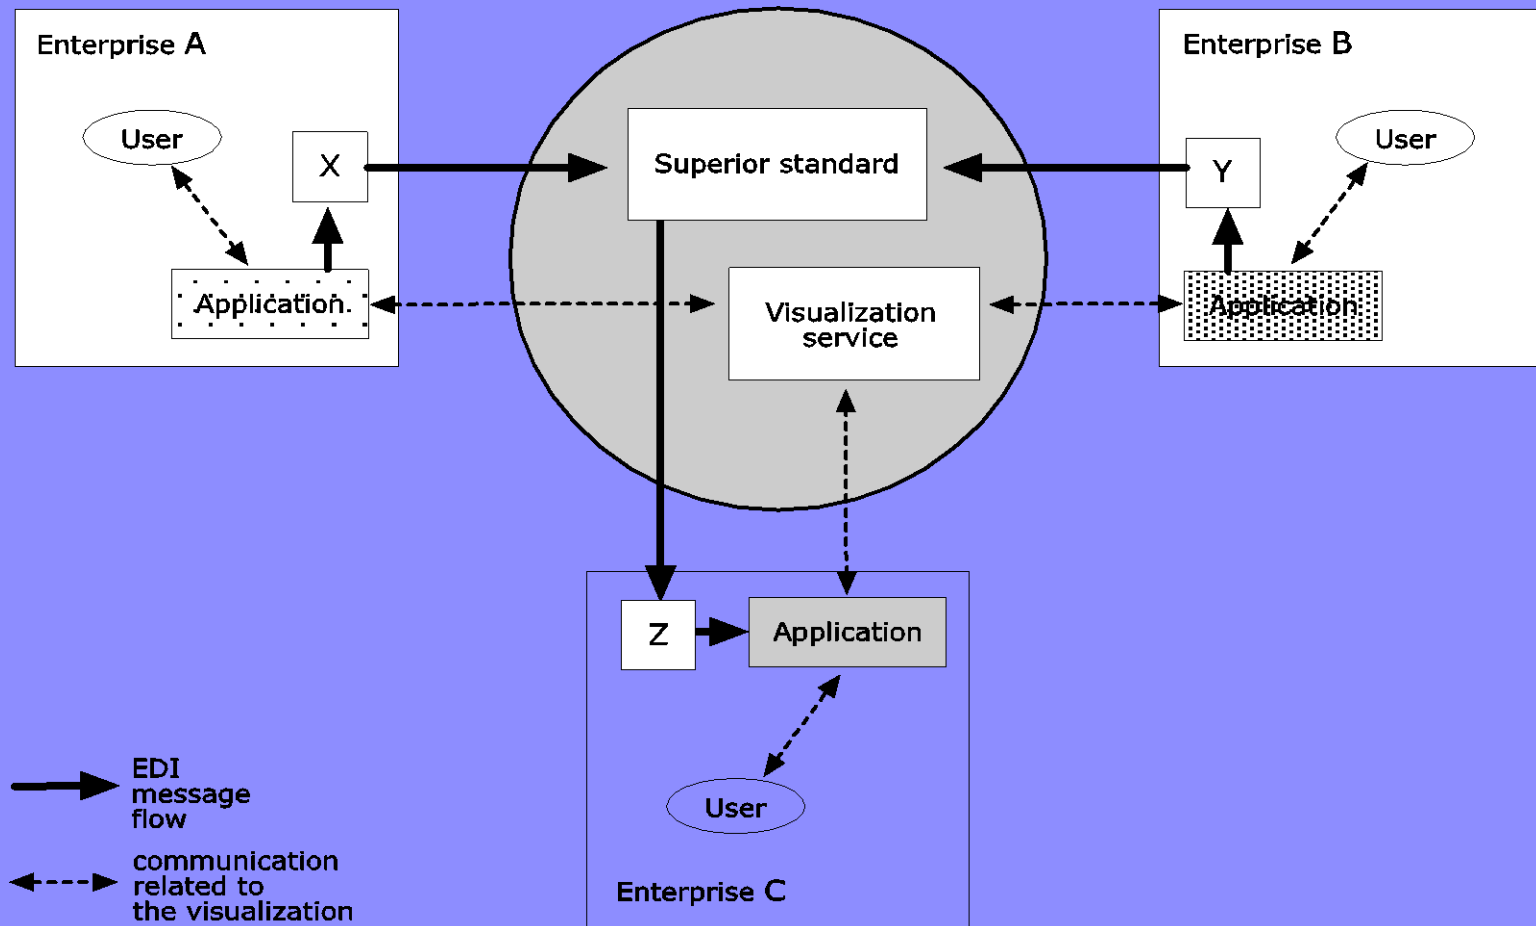 Enterprise A
User
X
Application
Superior standard
Visualization
service
Enterprise B
User
Y
Application
Z
Application
User
Enterprise C
EDI
message
flow
communication
related to
the visualization